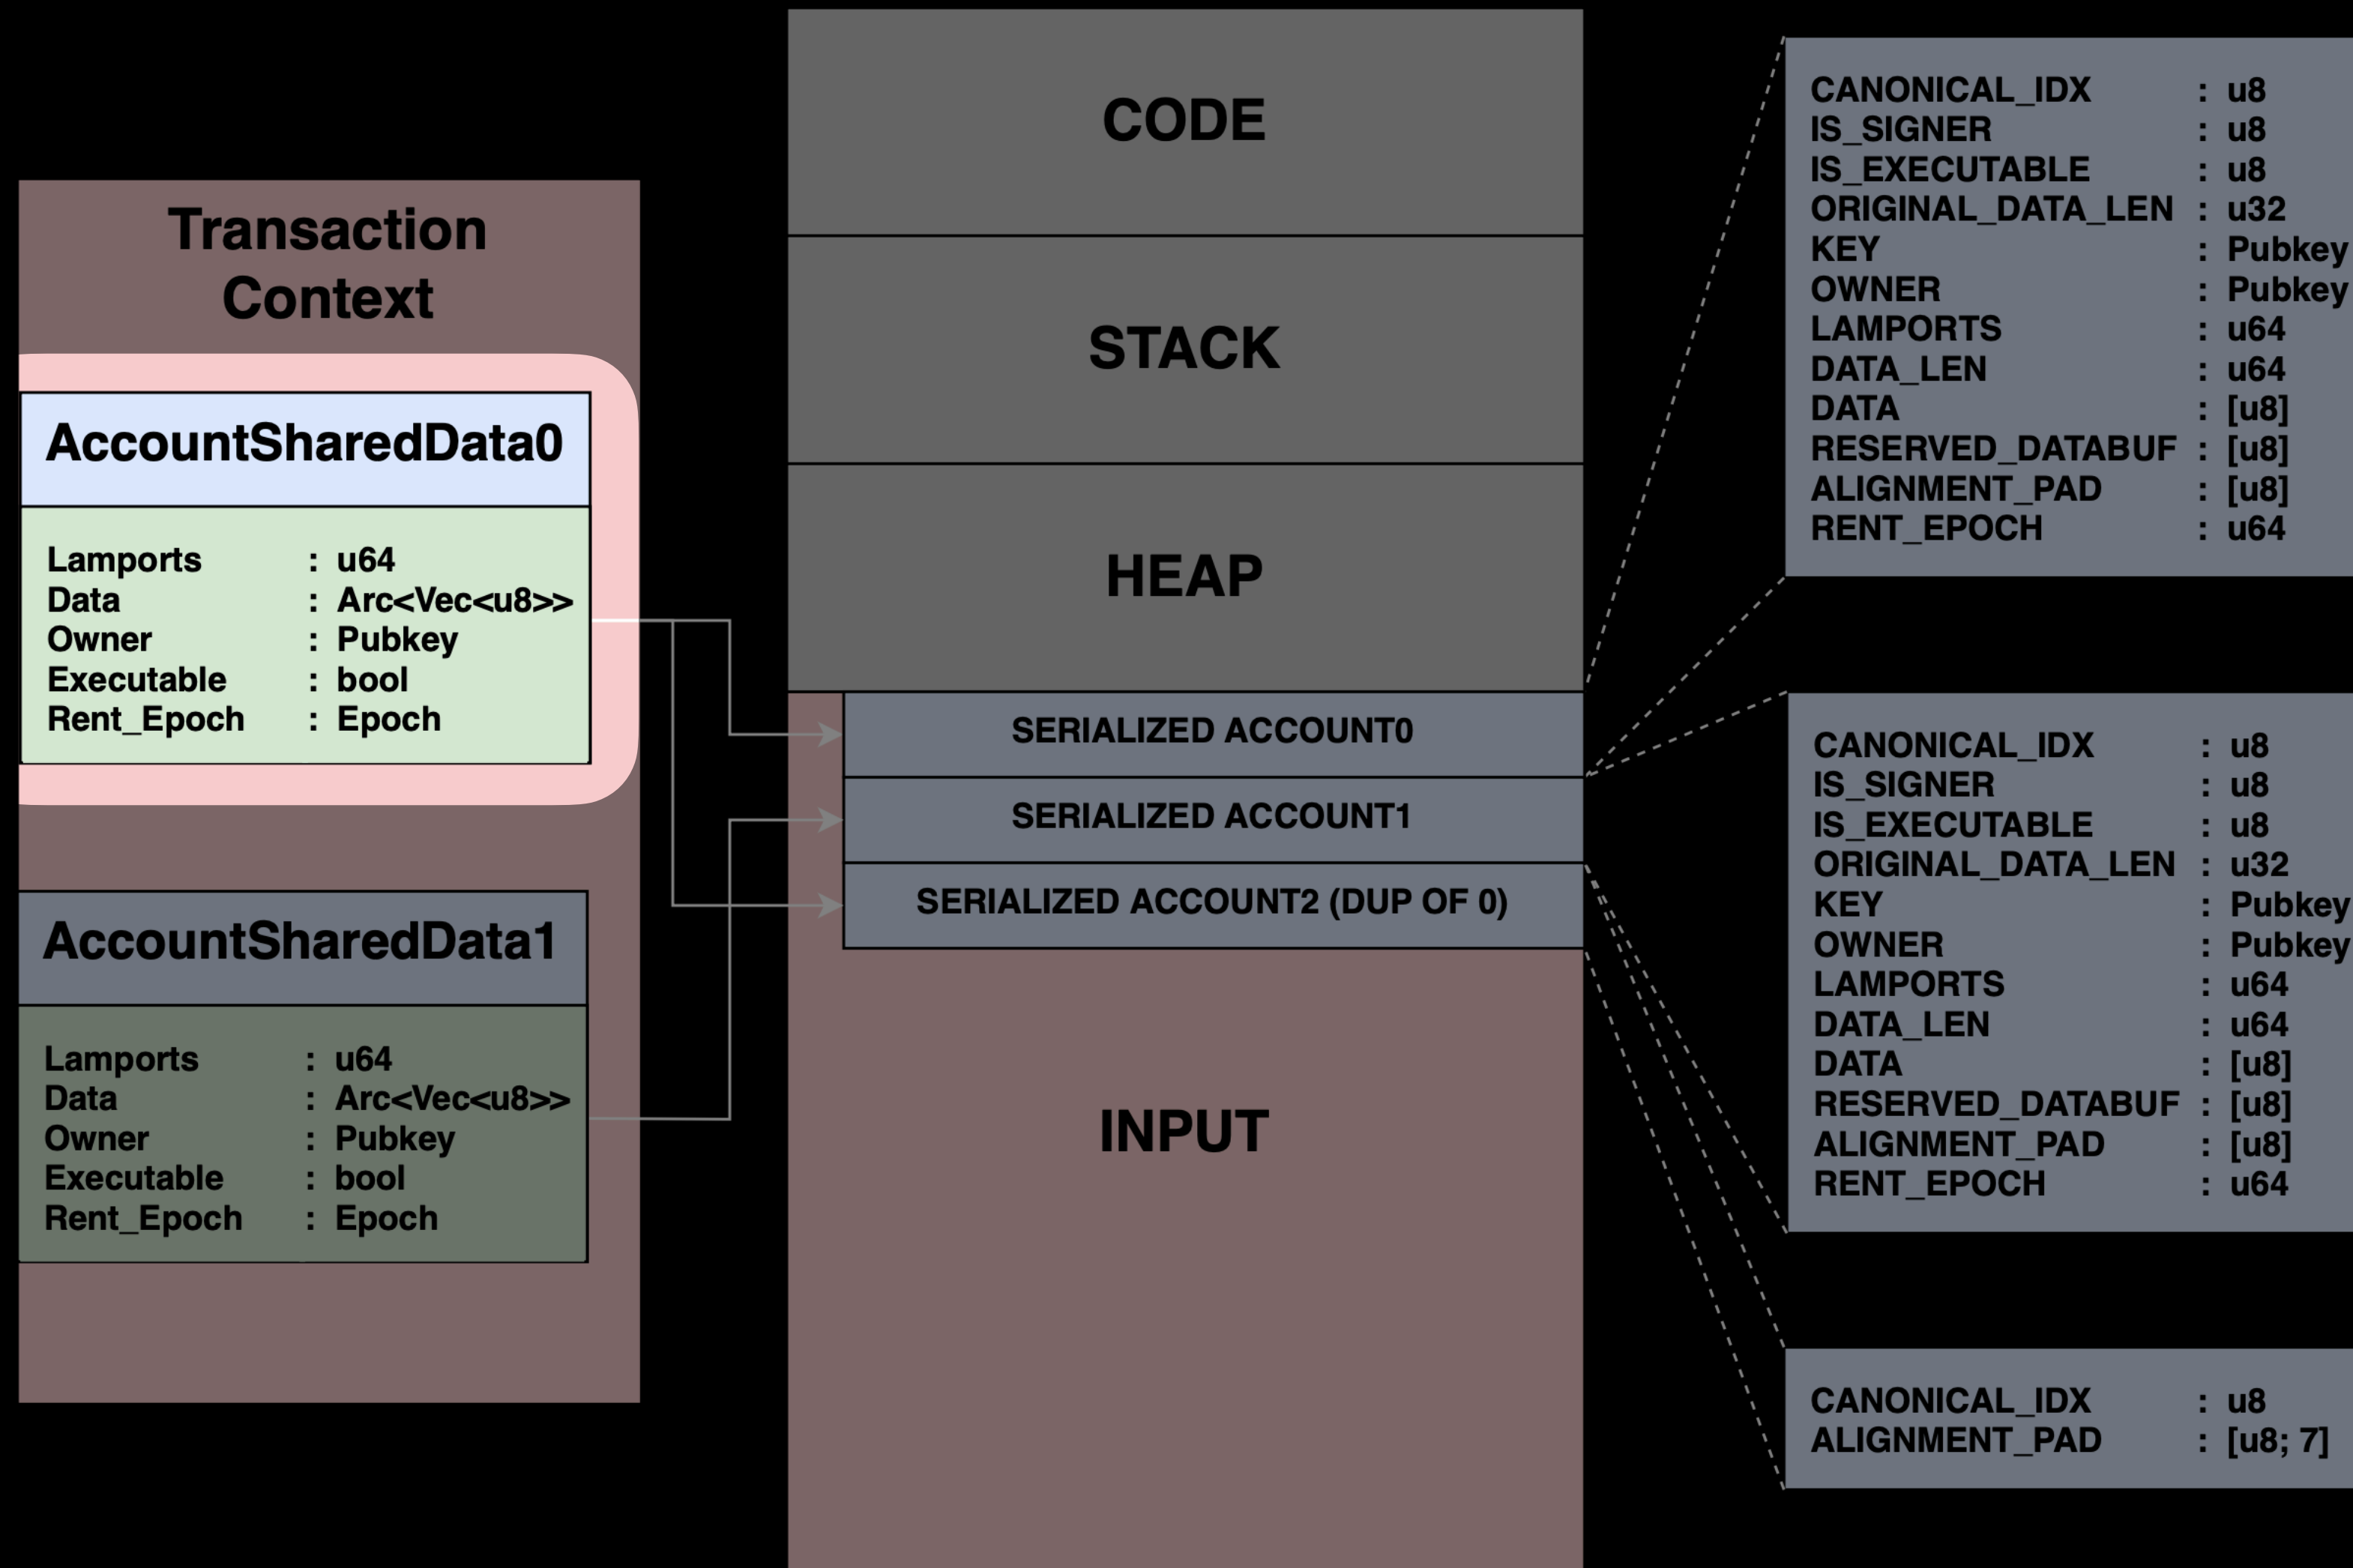 Transaction
Context
AccountSharedData0
Lamports : u64
Data : Arc<Vec<u8>>
Owner : Pubkey
Executable : bool
Rent_Epoch : Epoch
AccountSharedData1
Lamports : u64
Data : Arc<Vec<u8>>
Owner : Pubkey
Executable : bool
Rent_Epoch : Epoch
CODE
STACK
HEAP
SERIALIZED ACCOUNT0
SERIALIZED ACCOUNT1
SERIALIZED ACCOUNT2 (DUP OF 0)
INPUT
CANONICAL_IDX : u8
IS_SIGNER : u8
IS_EXECUTABLE : u8
ORIGINAL_DATA_LEN : u32
KEY : Pubkey
OWNER : Pubkey
LAMPORTS : u64
DATA_LEN : u64
DATA : [u8]
RESERVED_DATABUF : [u8]
ALIGNMENT_PAD : [u8]
RENT_EPOCH : u64
CANONICAL_IDX : u8
IS_SIGNER : u8
IS_EXECUTABLE : u8
ORIGINAL_DATA_LEN : u32
KEY : Pubkey
OWNER : Pubkey
LAMPORTS : u64
DATA_LEN : u64
DATA : [u8]
RESERVED_DATABUF : [u8]
ALIGNMENT_PAD : [u8]
RENT_EPOCH : u64
CANONICAL_IDX : u8
ALIGNMENT_PAD : [u8; 7]